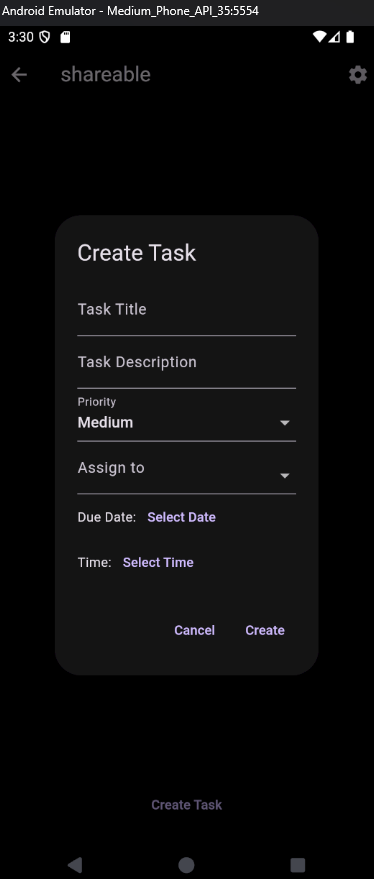 Android Emulator - Medium_Phone_API_35:5554
3:30
shareable
Create Task
Task Title
Task Description
Priority
Medium
Assign to
Due Date: Select Date
Time: Select Time
Cancel Create
Create Task